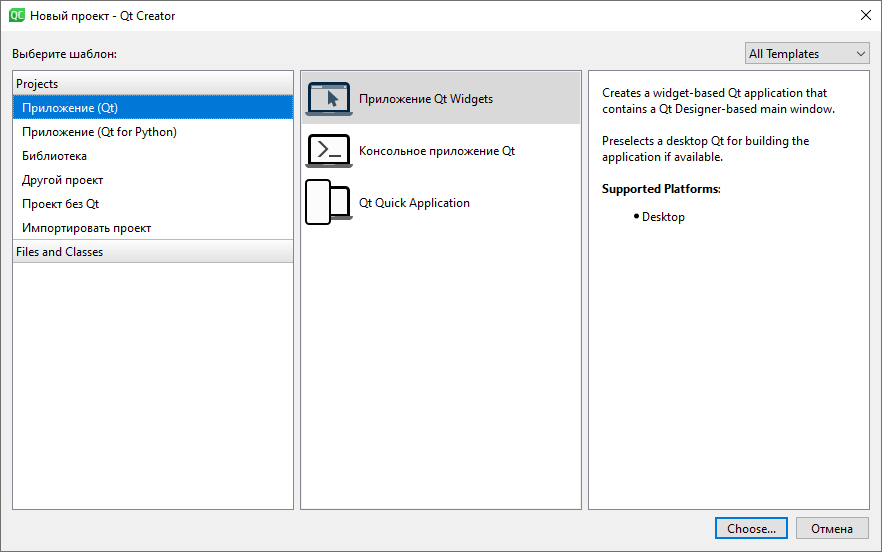 QC Новый проект - Qt Creator
Выберите шаблон:
All Templates
Projects
Приложение (Qt)
Приложение (Qt for Python)
Библиотека
Другой проект
Проект без Qt
Импортировать проект
Files and Classes
Приложение Qt Widgets
Консольное приложение Qt
Qt Quick Application
Creates a widget-based Qt application that
contains a Qt Designer-based main window.
Preselects a desktop Qt for building the
application if available.
Supported Platforms:
• Desktop
Choose...
Отмена